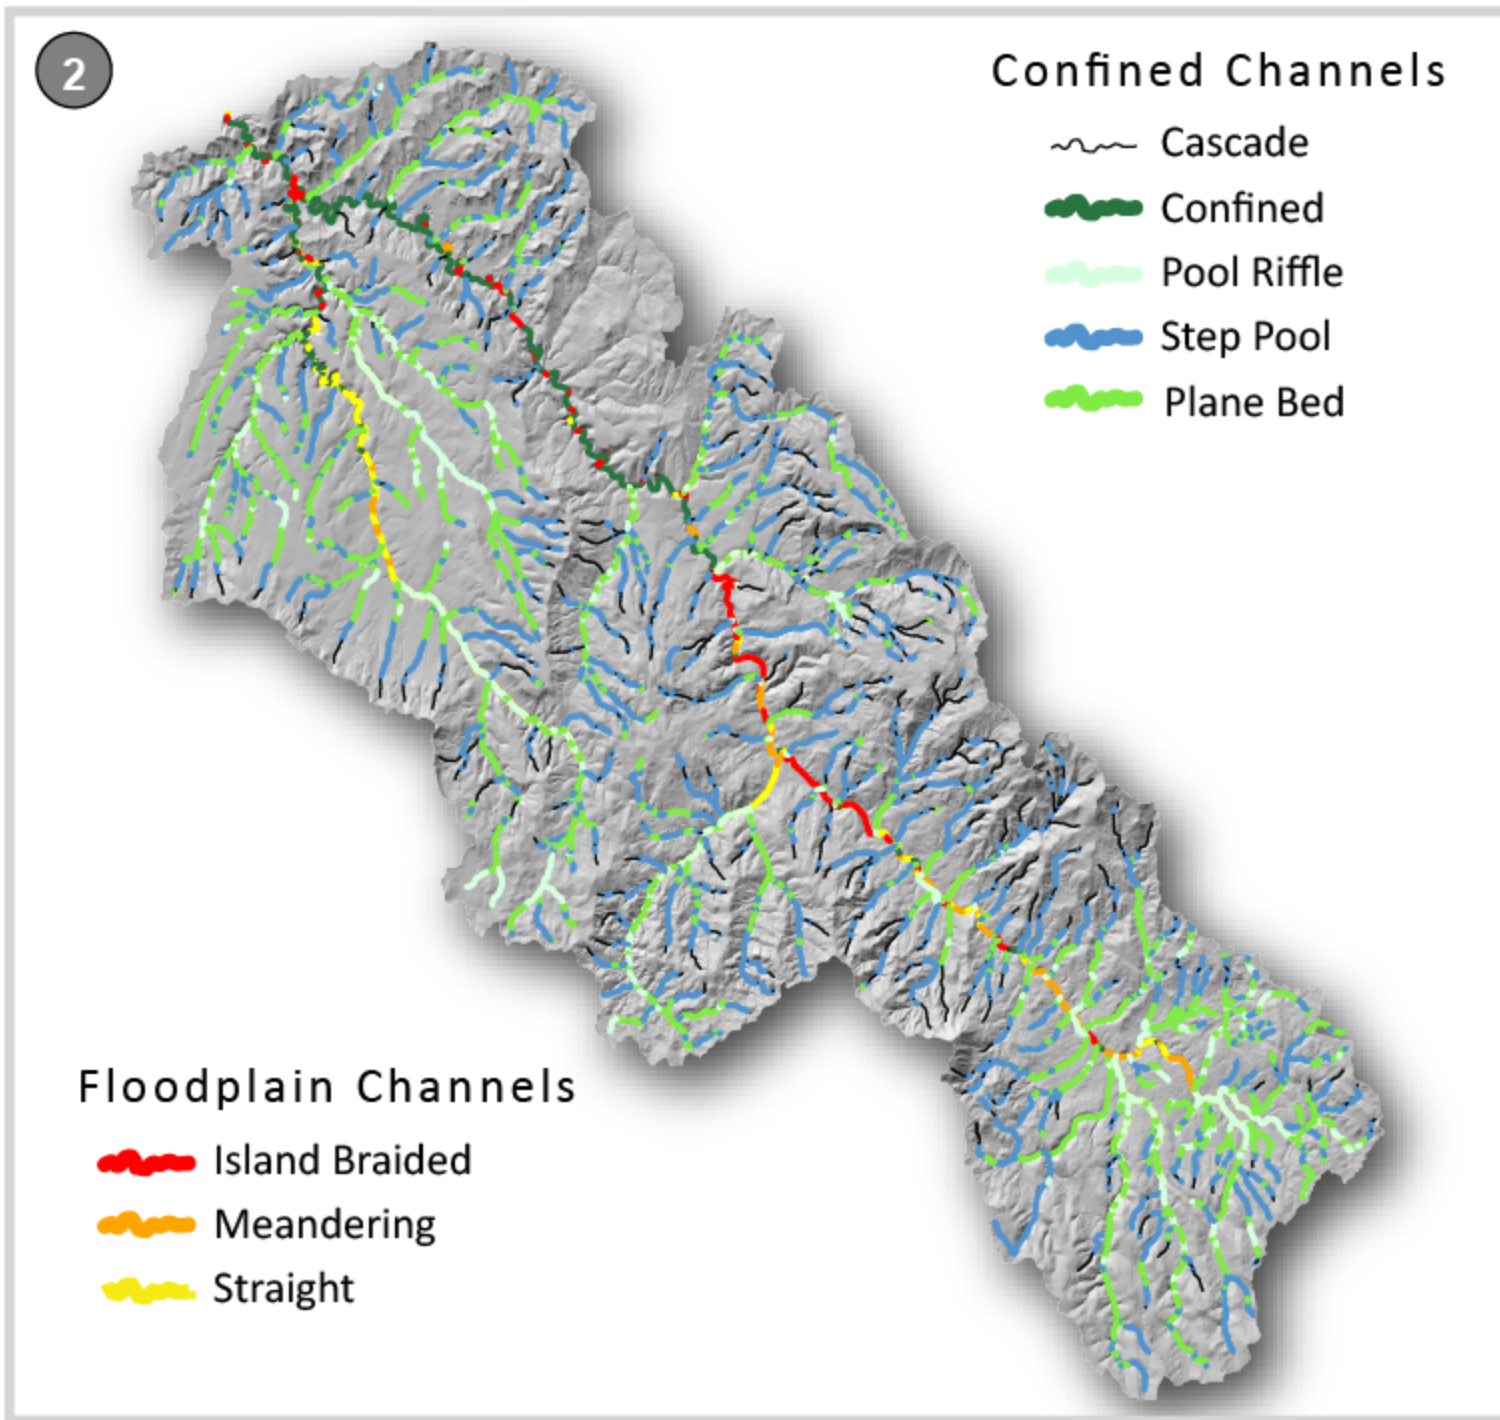 2
Confined Channels
Cascade
Confined
Pool Riffle
Step Pool
Plane Bed
Floodplain Channels
Island Braided
Meandering
Straight